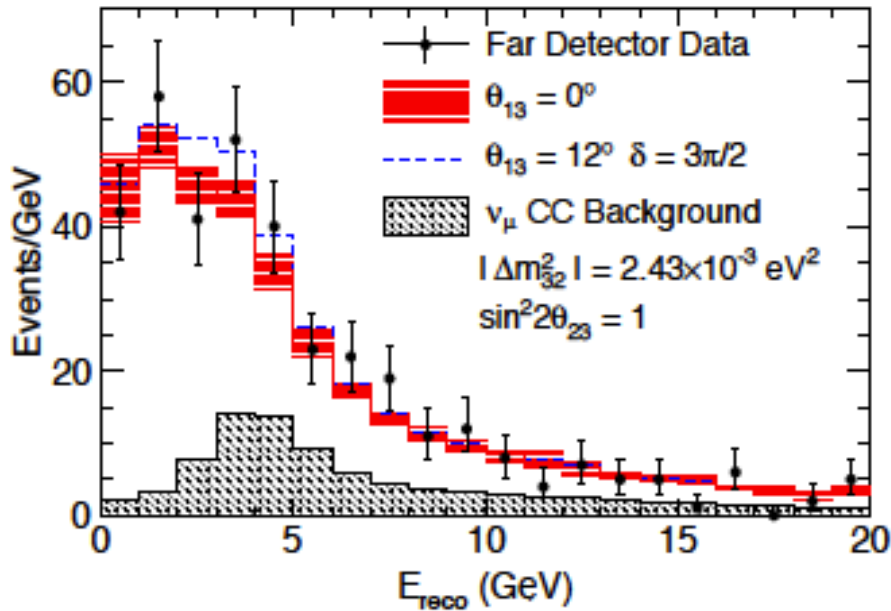 Far Detector Data
θ₁₃ = 0°
θ₁₃ = 12° δ = 3π/2
ν_μ CC Background
| Δm²₃₂ | = 2.43×10⁻³ eV²
sin²2θ₂₃ = 1
Events/GeV
60
40
20
0
0 5 10 15 20
E_reco (GeV)